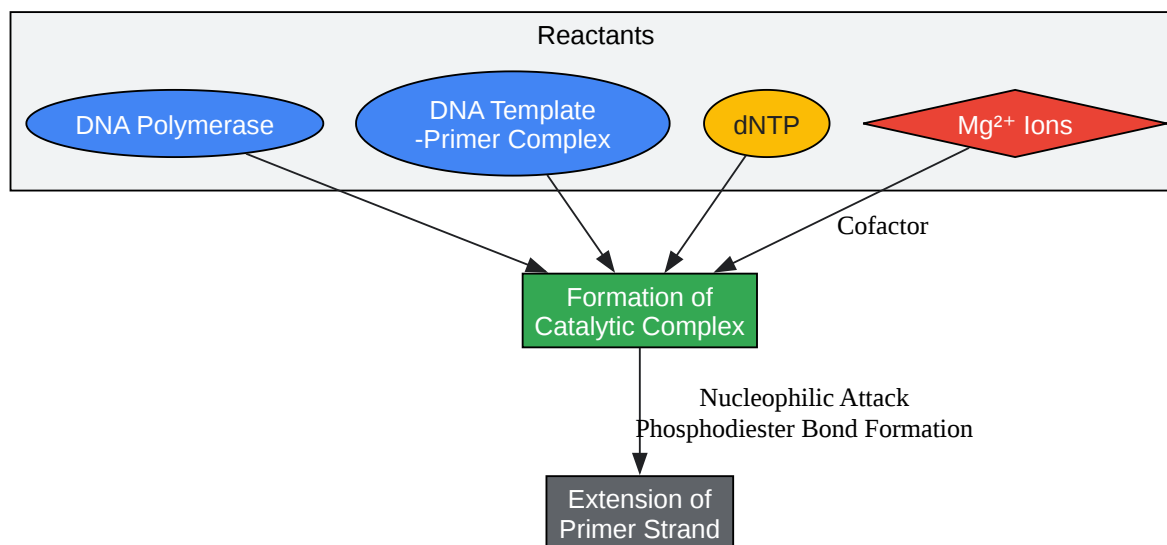 Reactants
DNA Polymerase
DNA Template
-Primer Complex
dNTP
Mg²⁺ Ions
Cofactor
Formation of
Catalytic Complex
Nucleophilic Attack
Phosphodiester Bond Formation
Extension of
Primer Strand